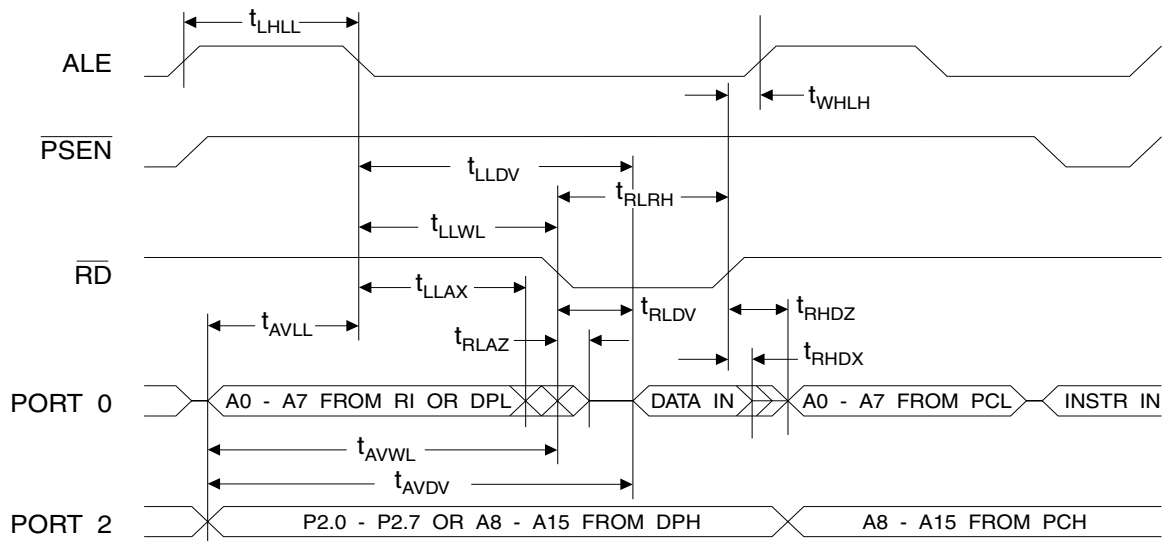 tLHLL
ALE
tWHLH
PSEN
tLLDV
tRLRH
tLLWL
RD
tLLAX
tRLDV
tRHDZ
tAVLL
tRLAZ
tRHDX
PORT 0
A0 - A7 FROM RI OR DPL
DATA IN
A0 - A7 FROM PCL
INSTR IN
tAVWL
tAVDV
PORT 2
P2.0 - P2.7 OR A8 - A15 FROM DPH
A8 - A15 FROM PCH